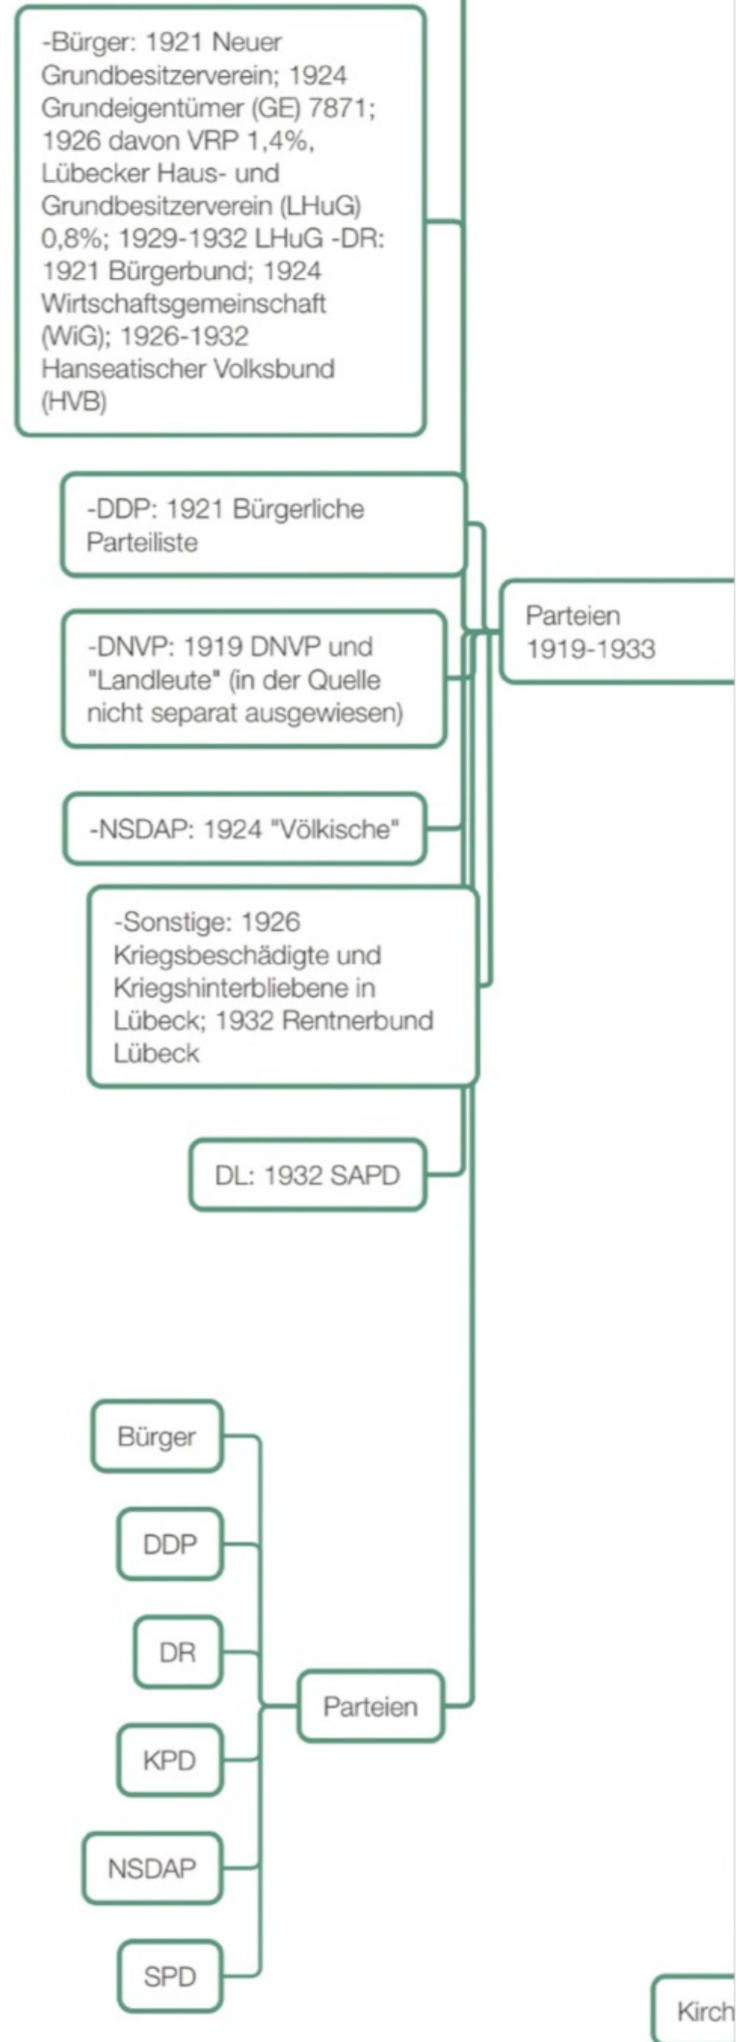 -Bürger: 1921 Neuer
Grundbesitzerverein; 1924
Grundeigentümer (GE) 7871;
1926 davon VRP 1,4%,
Lübecker Haus- und
Grundbesitzerverein (LHuG)
0,8%; 1929-1932 LHuG -DR:
1921 Bürgerbund; 1924
Wirtschaftsgemeinschaft
(WiG); 1926-1932
Hanseatischer Volksbund
(HVB)
-DDP: 1921 Bürgerliche
Parteiliste
Parteien
1919-1933
-DNVP: 1919 DNVP und
"Landleute" (in der Quelle
nicht separat ausgewiesen)
-NSDAP: 1924 "Völkische"
-Sonstige: 1926
Kriegsbeschädigte und
Kriegshinterbliebene in
Lübeck; 1932 Rentnerbund
Lübeck
DL: 1932 SAPD
Bürger
DDP
DR
Parteien
KPD
NSDAP
SPD
Kirch